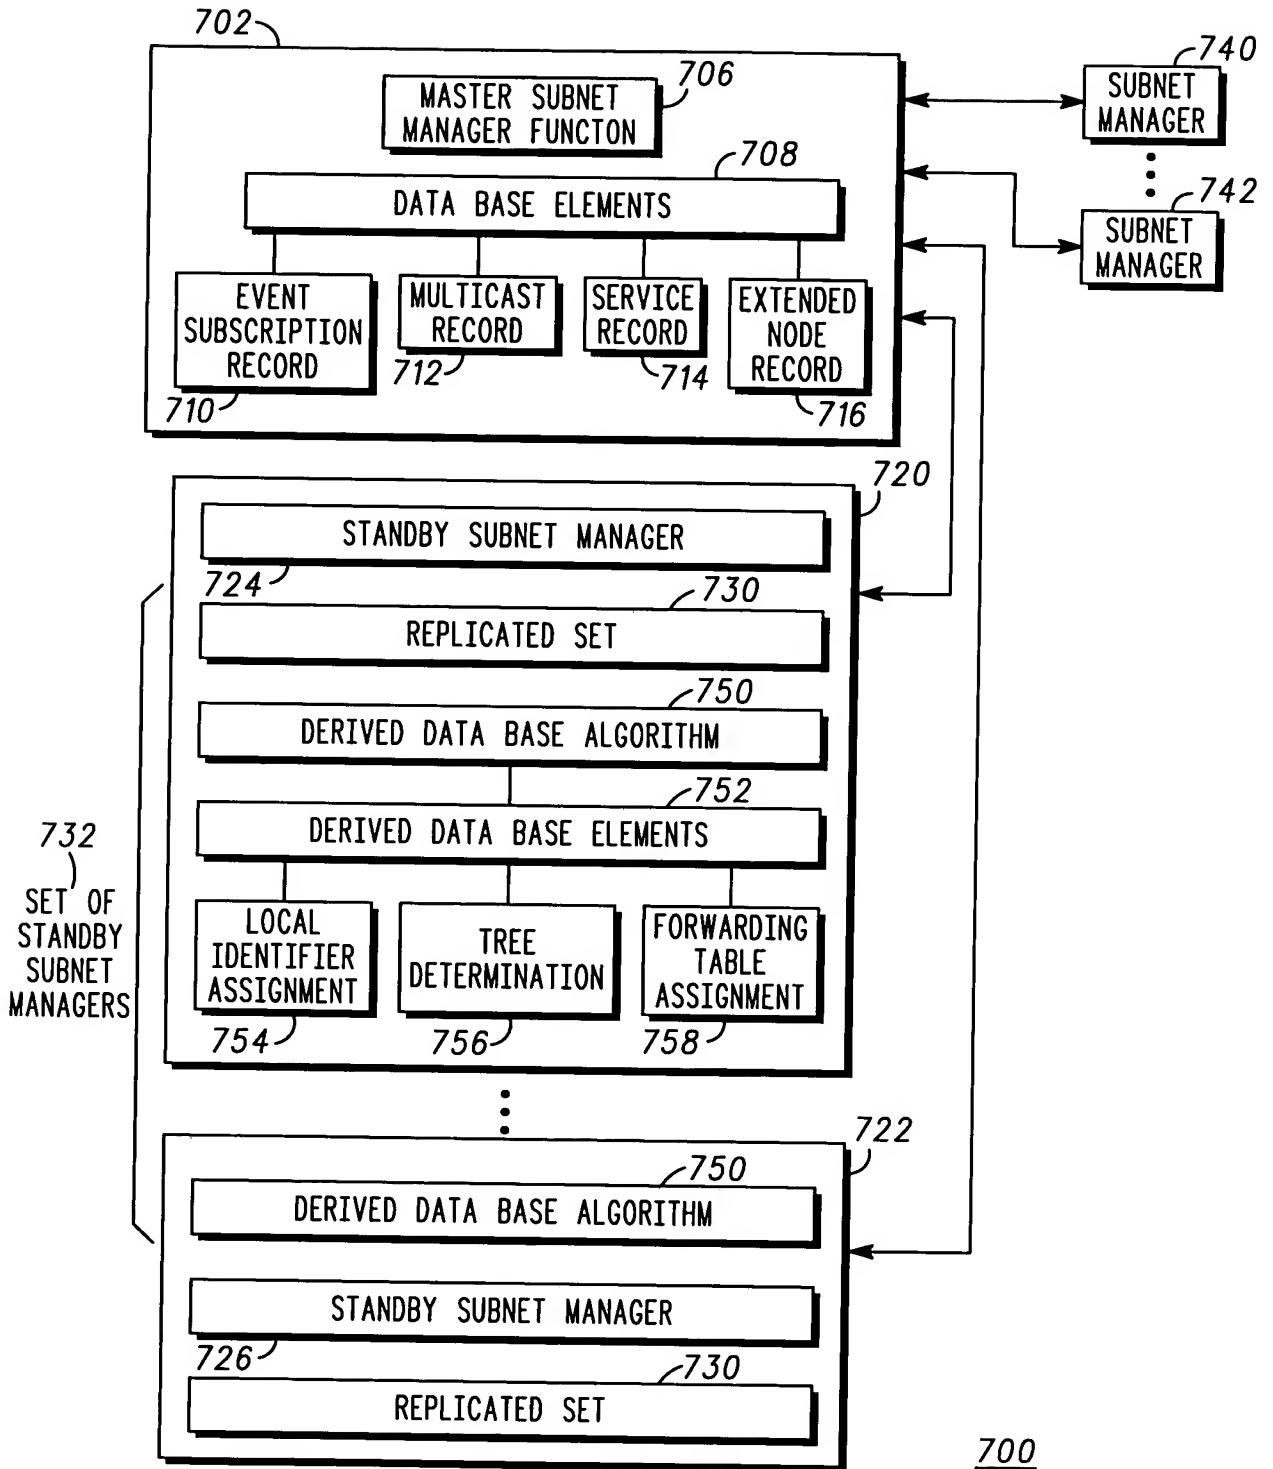 702
706
MASTER SUBNET
MANAGER FUNCTON
708
DATA BASE ELEMENTS
EVENT
SUBSCRIPTION
RECORD
710
MULTICAST
RECORD
712
SERVICE
RECORD
714
EXTENDED
NODE
RECORD
716
740
SUBNET
MANAGER
742
SUBNET
MANAGER
720
STANDBY SUBNET MANAGER
724
730
REPLICATED SET
750
DERIVED DATA BASE ALGORITHM
752
DERIVED DATA BASE ELEMENTS
LOCAL
IDENTIFIER
ASSIGNMENT
754
TREE
DETERMINATION
756
FORWARDING
TABLE
ASSIGNMENT
758
732
SET OF
STANDBY
SUBNET
MANAGERS
722
750
DERIVED DATA BASE ALGORITHM
STANDBY SUBNET MANAGER
726
730
REPLICATED SET
700